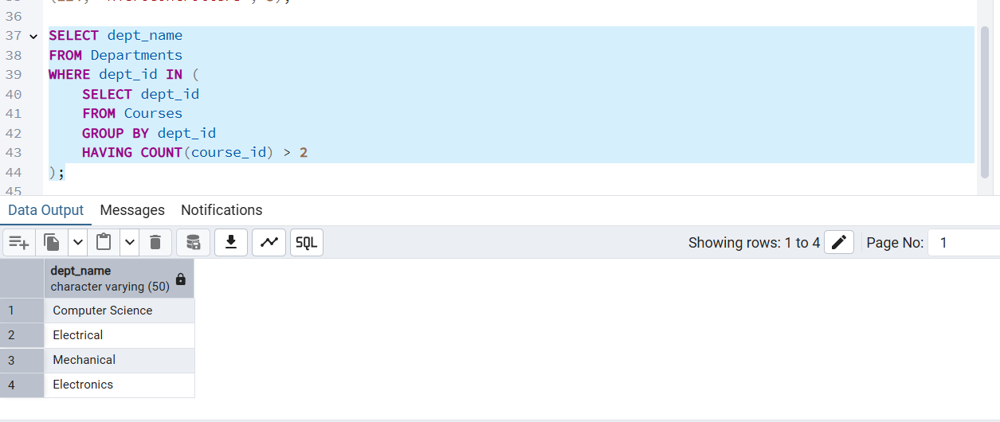 36
37 SELECT dept_name
38 FROM Departments
39 WHERE dept_id IN (
40 SELECT dept_id
41 FROM Courses
42 GROUP BY dept_id
43 HAVING COUNT(course_id) > 2
44 );
45
Data Output Messages Notifications
SQL Showing rows: 1 to 4 Page No: 1
dept_name
character varying (50)
1 Computer Science
2 Electrical
3 Mechanical
4 Electronics